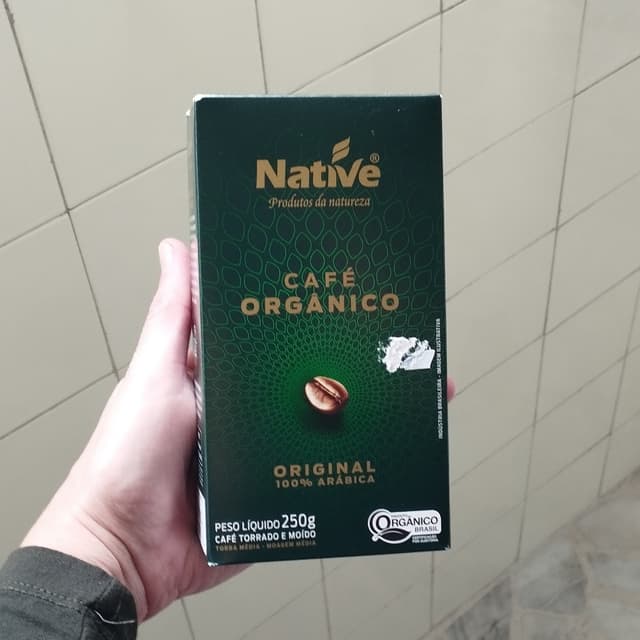 Native®
Produtos da natureza
CAFÉ
ORGÂNICO
INDÚSTRIA BRASILEIRA - IMAGEM ILUSTRATIVA
ORIGINAL
100% ARÁBICA
PESO LÍQUIDO 250g
CAFÉ TORRADO E MOÍDO
TORRA MÉDIA - MOAGEM MÉDIA
ORGÂNICO
BRASIL